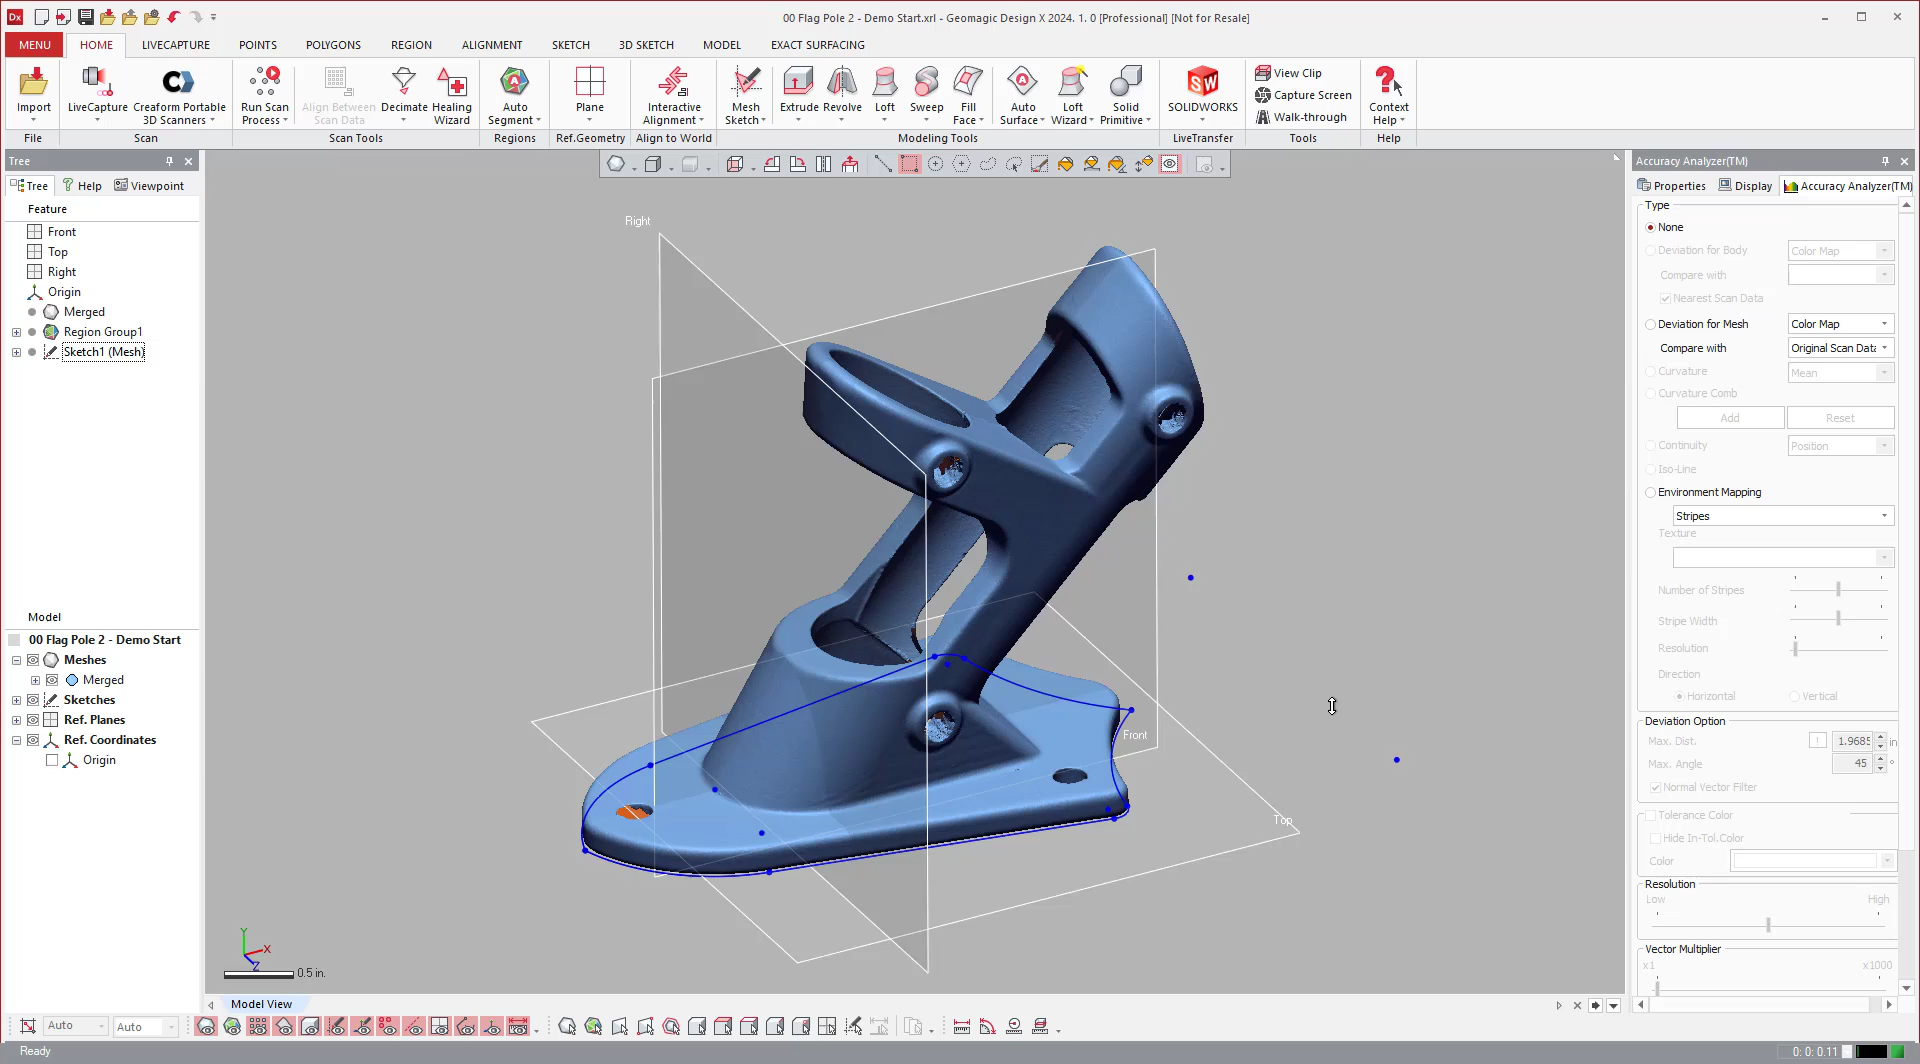 Dx
00 Flag Pole 2 - Demo Start.xrl - Geomagic Design X 2024. 1. 0 [Professional] [Not for Resale]
MENU HOME LIVECAPTURE POINTS POLYGONS REGION ALIGNMENT SKETCH 3D SKETCH MODEL EXACT SURFACING
Import
LiveCapture
Creaform Portable
3D Scanners
Run Scan
Process
Align Between
Scan Data
Decimate
Healing
Wizard
Auto
Segment
Plane
Interactive
Alignment
Mesh
Sketch
Extrude
Revolve
Loft
Sweep
Fill
Face
Auto
Surface
Loft
Wizard
Solid
Primitive
SOLIDWORKS
View Clip
Capture Screen
Walk-through
Context
Help
File Scan Scan Tools Regions Ref.Geometry Align to World Modeling Tools LiveTransfer Tools Help
Tree
Tree Help Viewpoint
Feature
Front
Top
Right
Origin
Merged
Region Group1
Sketch1 (Mesh)
Model
00 Flag Pole 2 - Demo Start
Meshes
Merged
Sketches
Ref. Planes
Ref. Coordinates
Origin
Right
Front
Top
Y
X
Z
0.5 in.
Model View
Accuracy Analyzer(TM)
Properties Display Accuracy Analyzer(TM)
Type
None
Deviation for Body Color Map
Compare with
Nearest Scan Data
Deviation for Mesh Color Map
Compare with Original Scan Data
Curvature Mean
Curvature Comb
Add Reset
Continuity Position
Iso-Line
Environment Mapping
Stripes
Texture
Number of Stripes
Stripe Width
Resolution
Direction
Horizontal Vertical
Deviation Option
Max. Dist. ! 1.9685 in
Max. Angle 45 °
Normal Vector Filter
Tolerance Color
Hide In-Tol.Color
Color
Resolution
Low High
Vector Multiplier
x1 x1000
Auto Auto
Ready 0: 0: 0.11